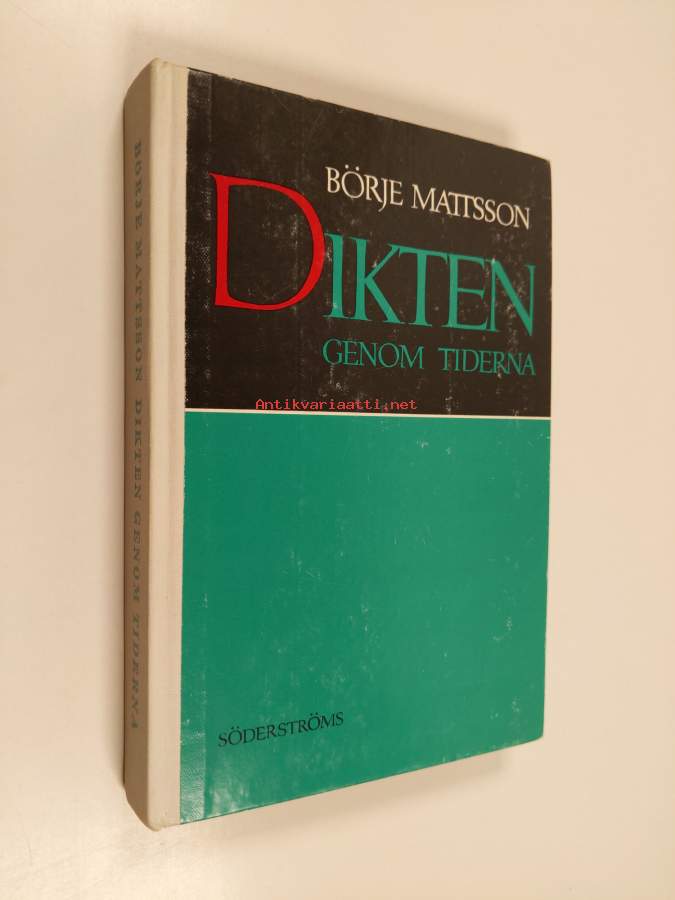 BÖRJE MATTSSON
DIKTEN
GENOM TIDERNA
Antikvariaatti.net
SÖDERSTRÖMS
BÖRJE MATTSSON DIKTEN GENOM TIDERNA